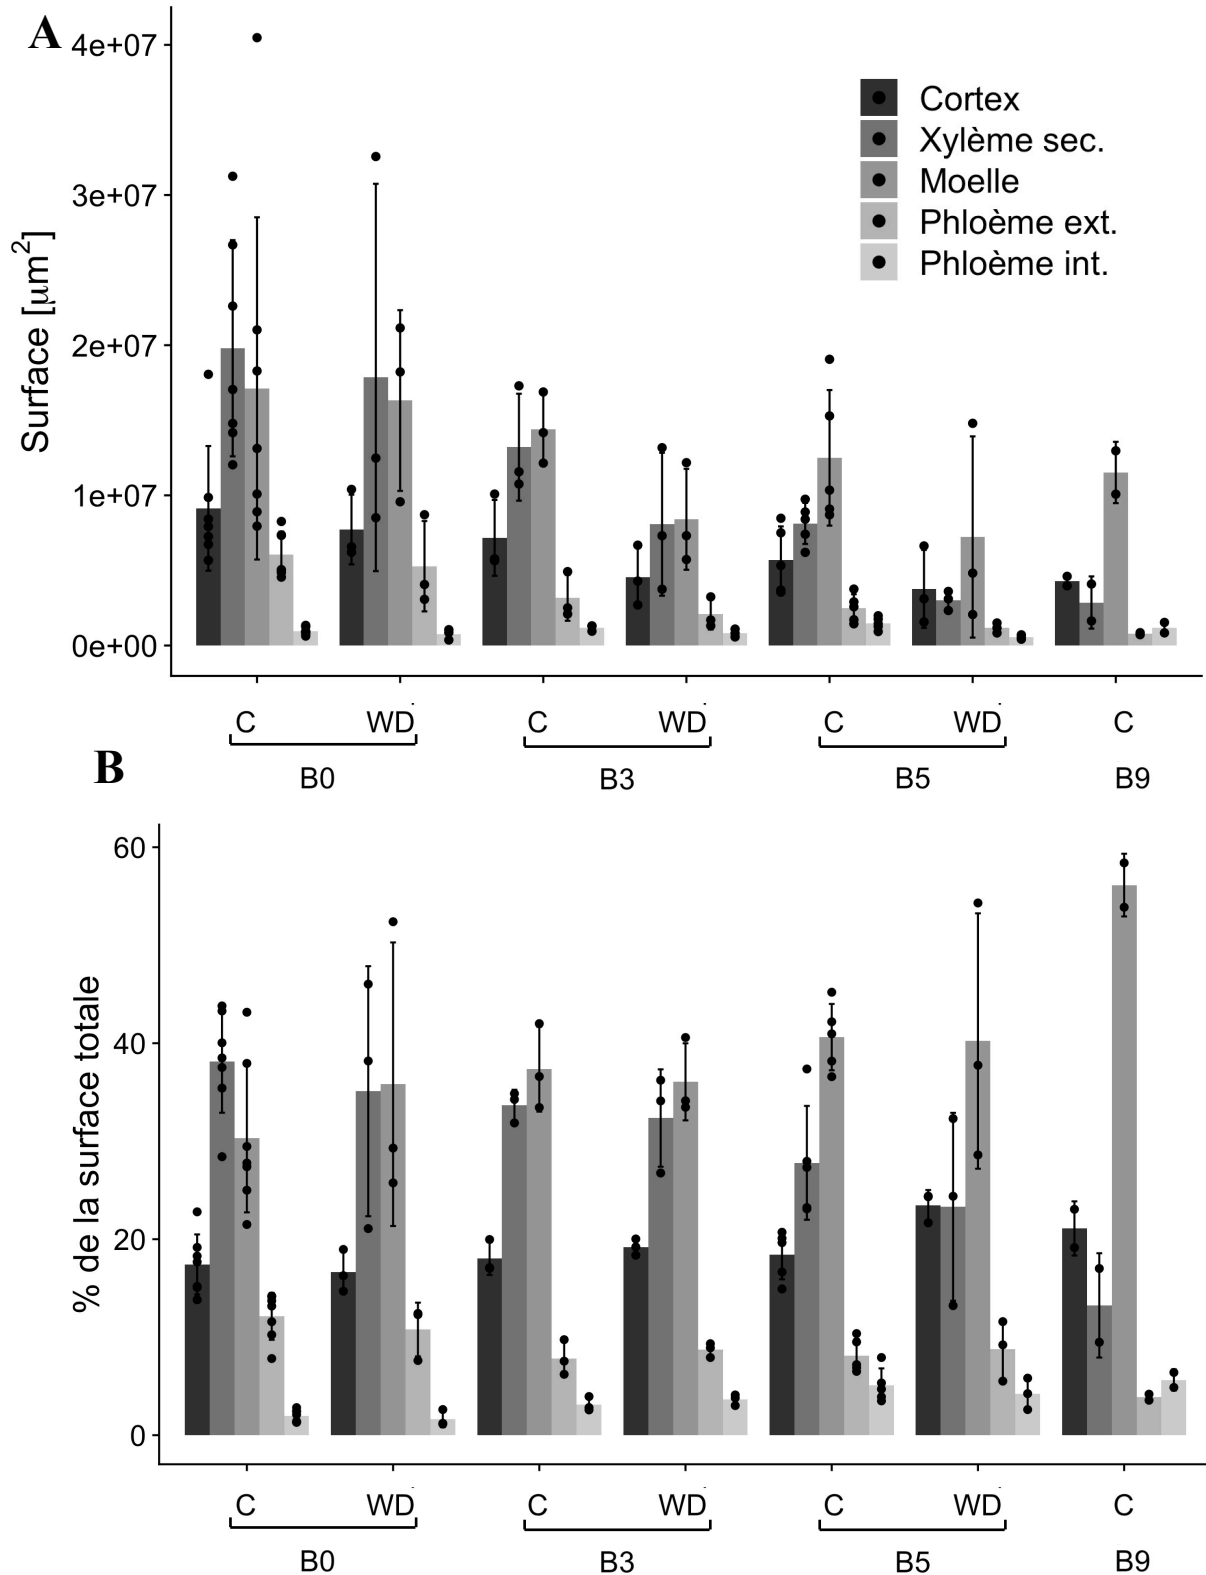 A
4e+07
3e+07
2e+07
1e+07
0e+00
Surface [μm²]
Cortex
Xylème sec.
Moelle
Phloème ext.
Phloème int.
C WD C WD C WD C
B0 B3 B5 B9
B
60
40
20
0
% de la surface totale
C WD C WD C WD C
B0 B3 B5 B9